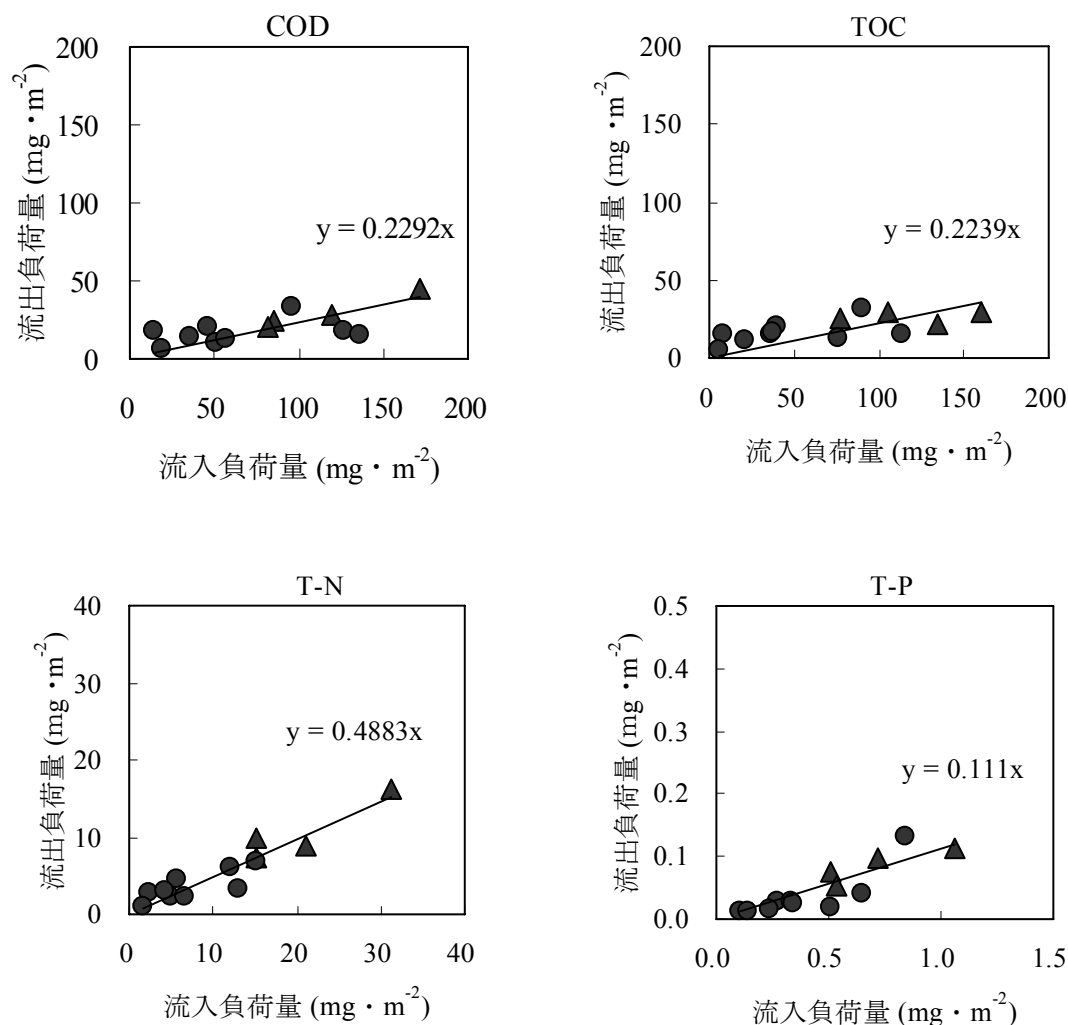 COD
200
150
100
50
0
流出負荷量 (mg・m-2)
y = 0.2292x
0 50 100 150 200
流入負荷量 (mg・m-2)
TOC
200
150
100
50
0
流出負荷量 (mg・m-2)
y = 0.2239x
0 50 100 150 200
流入負荷量 (mg・m-2)
T-N
40
30
20
10
0
流出負荷量 (mg・m-2)
y = 0.4883x
0 10 20 30 40
流入負荷量 (mg・m-2)
T-P
0.5
0.4
0.3
0.2
0.1
0.0
流出負荷量 (mg・m-2)
y = 0.111x
0.0 0.5 1.0 1.5
流入負荷量 (mg・m-2)